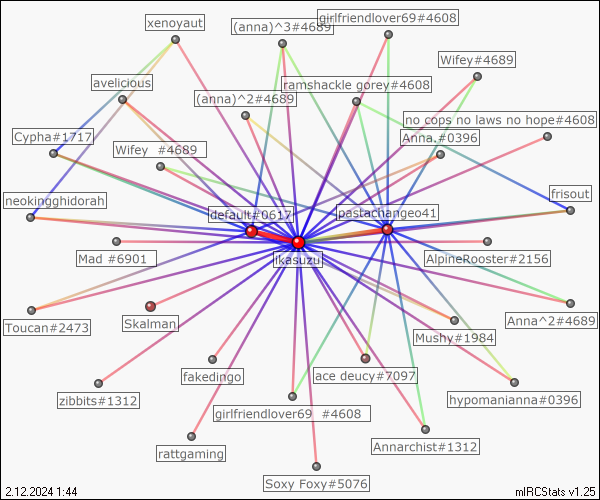 xenoyaut
(anna)^3#4689
girlfriendlover69#4608
Wifey#4689
avelicious
(anna)^2#4689
ramshackle gorey#4608
no cops no laws no hope#4608
Cypha#1717
Wifey #4689
Anna.#0396
neokingghidorah
default#0617
pastachangeo41
frisout
Mad #6901
ikasuzu
AlpineRooster#2156
Toucan#2473
Skalman
Mushy#1984
Anna^2#4689
zibbits#1312
fakedingo
ace deucy#7097
hypomanianna#0396
girlfriendlover69 #4608
rattgaming
Annarchist#1312
Soxy Foxy#5076
2.12.2024 1:44
mIRCStats v1.25